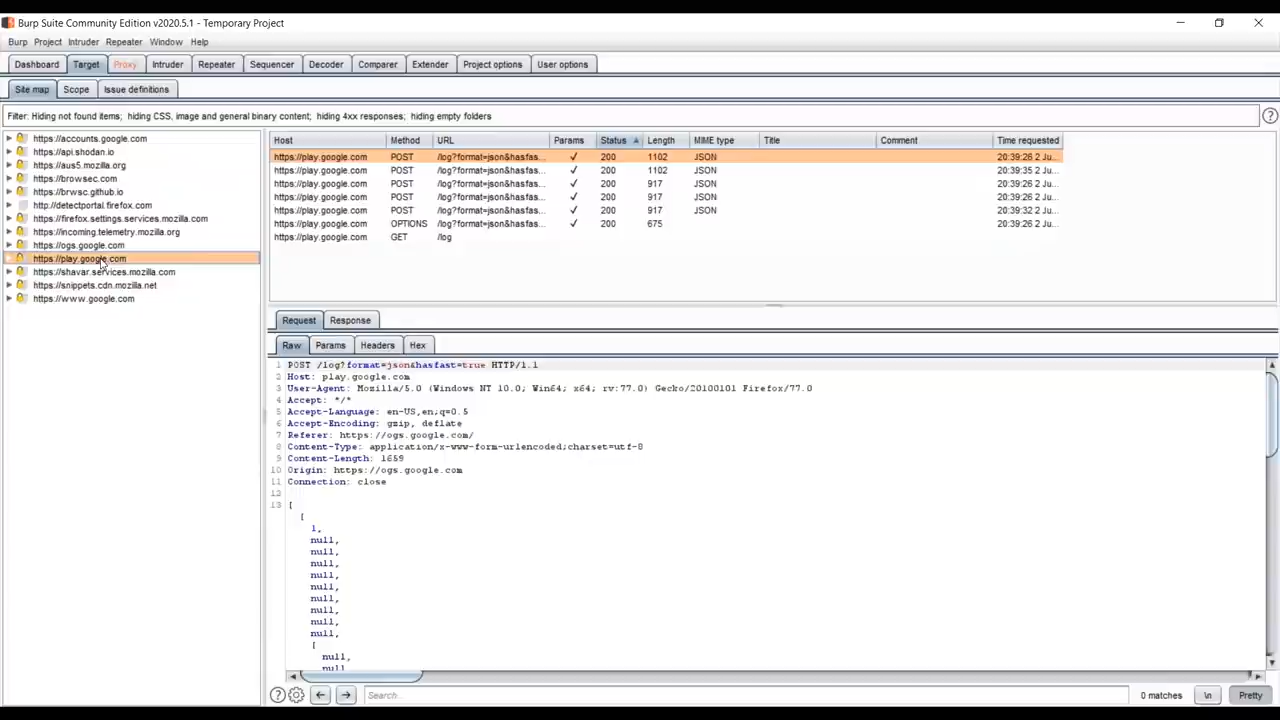 Burp Suite Community Edition v2020.5.1 - Temporary Project
Burp Project Intruder Repeater Window Help
Dashboard Target Proxy Intruder Repeater Sequencer Decoder Comparer Extender Project options User options
Site map Scope Issue definitions
Filter: Hiding not found items; hiding CSS, image and general binary content; hiding 4xx responses; hiding empty folders
https://accounts.google.com
https://api.shodan.io
https://aus5.mozilla.org
https://browsec.com
https://brwsc.github.io
http://detectportal.firefox.com
https://firefox.settings.services.mozilla.com
https://incoming.telemetry.mozilla.org
https://ogs.google.com
https://play.google.com
https://shavar.services.mozilla.com
https://snippets.cdn.mozilla.net
https://www.google.com
Host Method URL Params Status Length MIME type Title Comment Time requested
https://play.google.com POST /log?format=json&hasfas... ✓ 200 1102 JSON 20:39:26 2 Ju...
https://play.google.com POST /log?format=json&hasfas... ✓ 200 1102 JSON 20:39:35 2 Ju...
https://play.google.com POST /log?format=json&hasfas... ✓ 200 917 JSON 20:39:26 2 Ju...
https://play.google.com POST /log?format=json&hasfas... ✓ 200 917 JSON 20:39:26 2 Ju...
https://play.google.com POST /log?format=json&hasfas... ✓ 200 917 JSON 20:39:32 2 Ju...
https://play.google.com OPTIONS /log?format=json&hasfas... ✓ 200 675 20:39:26 2 Ju...
https://play.google.com GET /log
Request Response
Raw Params Headers Hex
1 POST /log?format=json&hasfast=true HTTP/1.1
2 Host: play.google.com
3 User-Agent: Mozilla/5.0 (Windows NT 10.0; Win64; x64; rv:77.0) Gecko/20100101 Firefox/77.0
4 Accept: */*
5 Accept-Language: en-US,en;q=0.5
6 Accept-Encoding: gzip, deflate
7 Referer: https://ogs.google.com/
8 Content-Type: application/x-www-form-urlencoded;charset=utf-8
9 Content-Length: 1659
10 Origin: https://ogs.google.com
11 Connection: close
12
13 [
[
1,
null,
null,
null,
null,
null,
null,
null,
null,
null,
[
null,
null
? Search... 0 matches \n Pretty